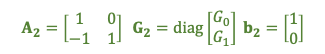 A₂ = [1 0; -1 1] G₂ = diag [G₀; G₁] b₂ = [1; 0]